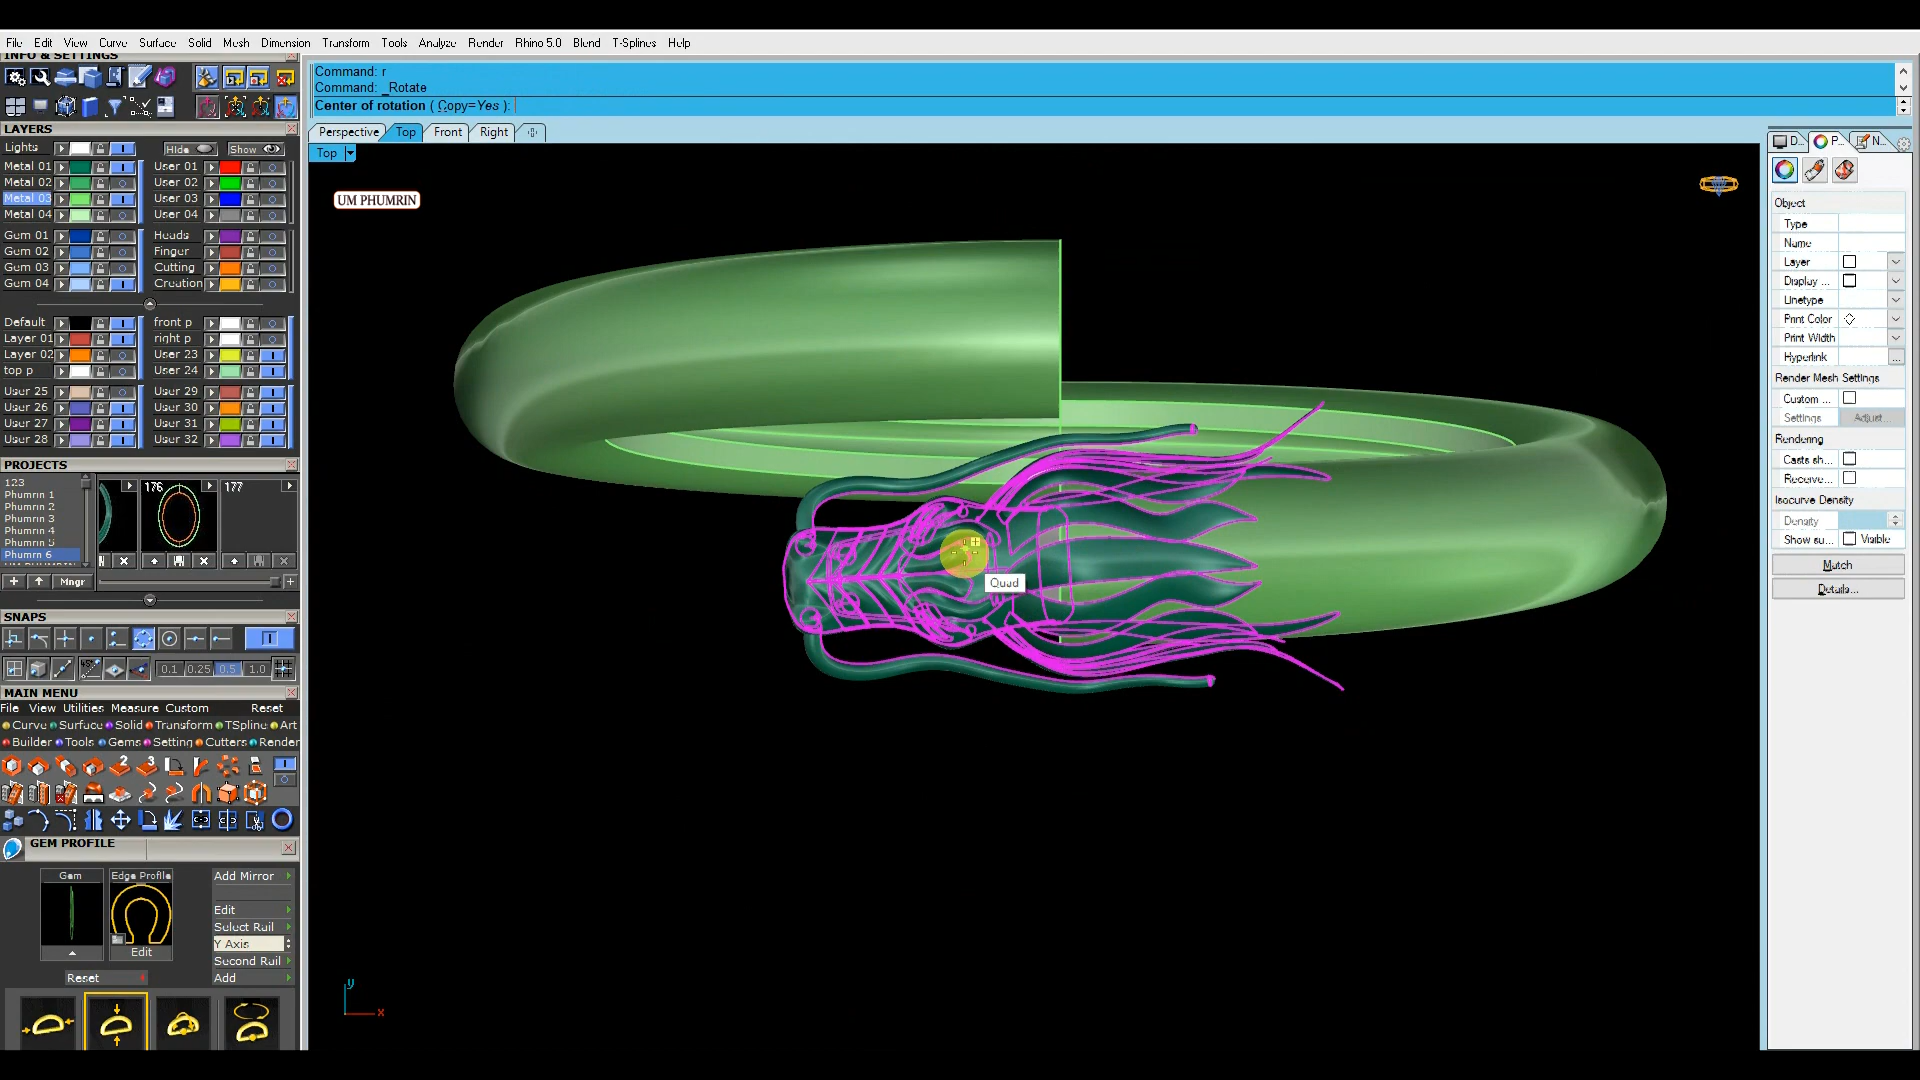 File Edit View Curve Surface Solid Mesh Dimension Transform Tools Analyze Render Rhino 5.0 Blend T-Splines Help
INFO & SETTINGS
Command: r
Command: _Rotate
Center of rotation ( Copy=Yes ):
Perspective Top Front Right
Top
UM PHUMRIN
Quad
y
x
LAYERS
Lights Hide Show
Metal 01 User 01
Metal 02 User 02
Metal 03 User 03
Metal 04 User 04
Gem 01 Heads
Gem 02 Finger
Gem 03 Cutting
Gem 04 Creation
Default front p
Layer 01 right p
Layer 02 User 23
top p User 24
User 25 User 29
User 26 User 30
User 27 User 31
User 28 User 32
PROJECTS
123
Phumrin 1
Phumrin 2
Phumrin 3
Phumrin 4
Phumrin 5
Phumrin 6
176 177
Mngr
SNAPS
0.1 0.25 0.5 1.0
MAIN MENU
File View Utilities Measure Custom Reset
Curve Surface Solid Transform TSpline Art
Builder Tools Gems Setting Cutters Render
2 3
GEM PROFILE
Gem Edge Profile Add Mirror
Edit
Select Rail
Y Axis
Edit
Second Rail
Reset Add
D... P... N...
Object
Type
Name
Layer
Display ...
Linetype
Print Color
Print Width
Hyperlink ...
Render Mesh Settings
Custom ...
Settings Adjust...
Rendering
Casts sh...
Receive...
Isocurve Density
Density
Show su... Visible
Match
Details...